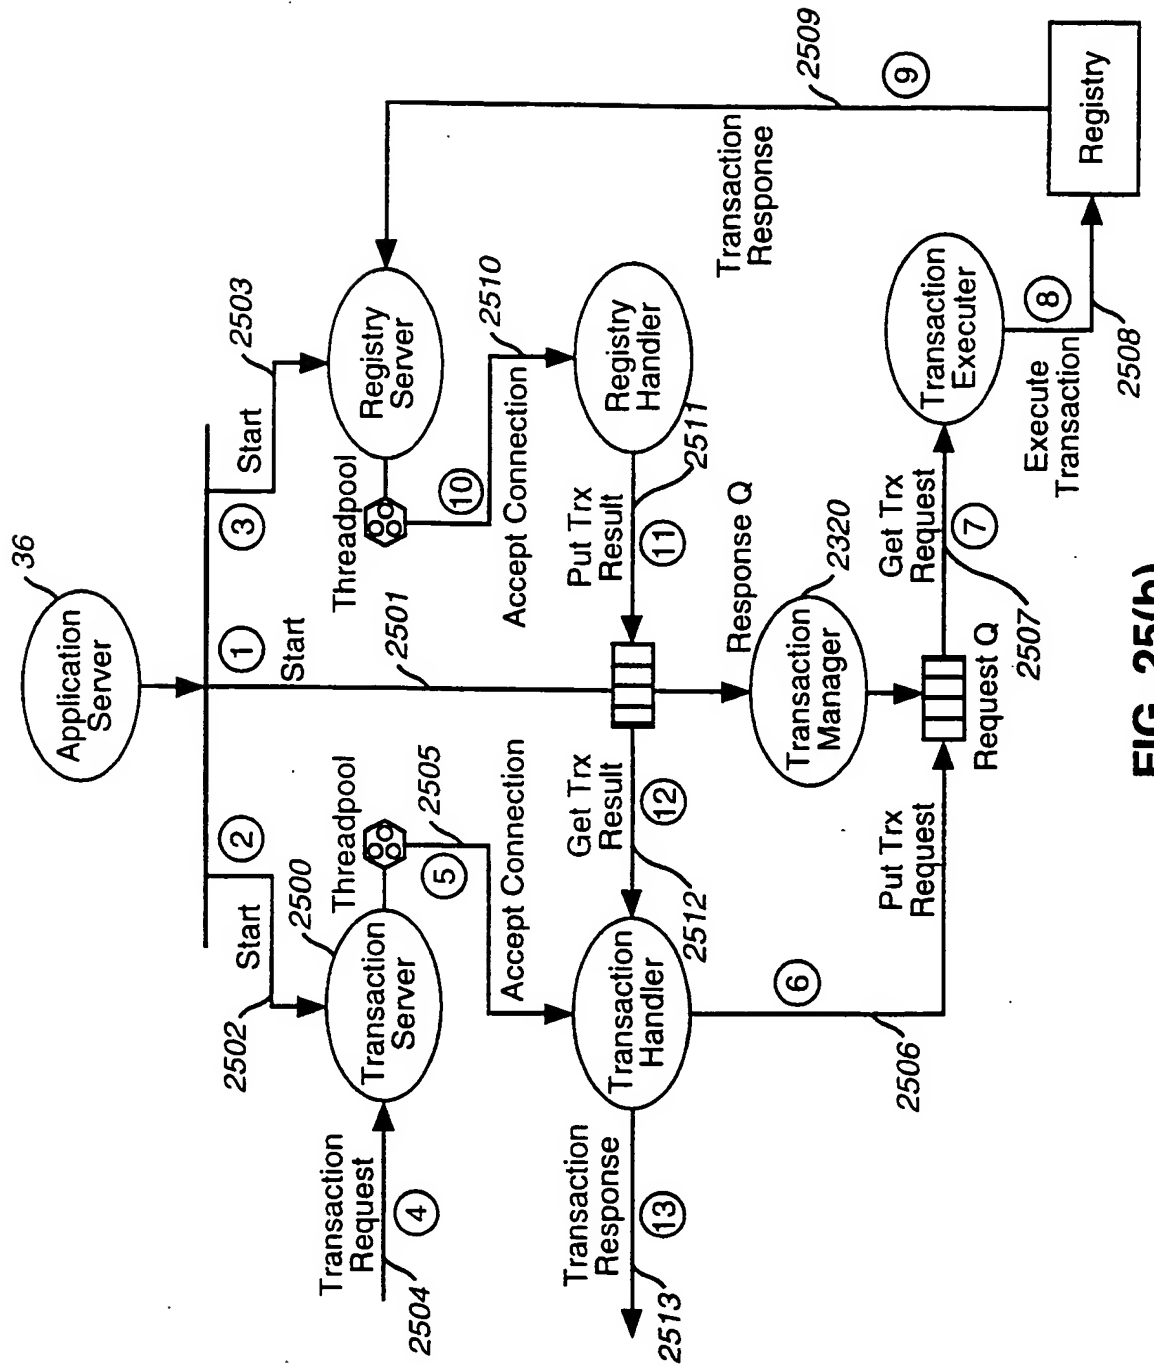 36
Application
Server
1
Start
2501
2
Start
2502
3
Start
2503
Transaction
Request
4
2504
2500
Transaction
Server
Threadpool
5
2505
Accept Connection
Threadpool
10
2510
Accept Connection
Registry
Server
Transaction
Response
9
2509
Transaction
Response
13
2513
Transaction
Handler
Get Trx
Result
12
2512
Response Q
Put Trx
Result
11
2511
Registry
Handler
6
2506
Put Trx
Request
Transaction
Manager
2320
Request Q
Get Trx
Request
7
2507
Transaction
Executer
Execute
Transaction
8
2508
Registry
FIG. 25(b)